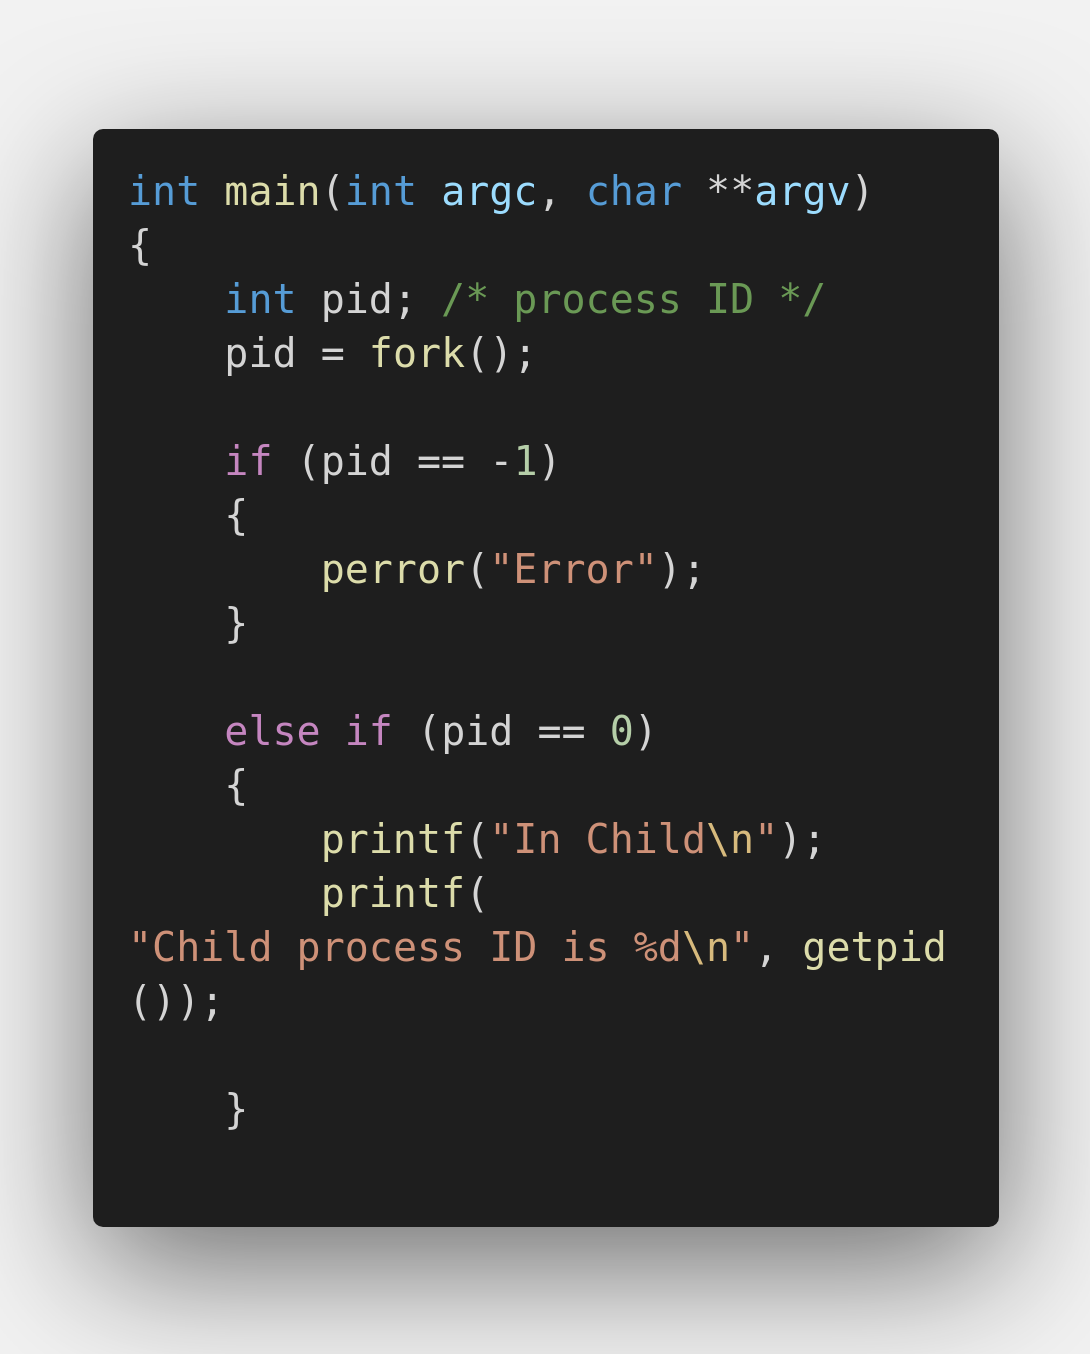 int main(int argc, char **argv)
{
    int pid; /* process ID */
    pid = fork();

    if (pid == -1)
    {
        perror("Error");
    }

    else if (pid == 0)
    {
        printf("In Child\n");
        printf(
"Child process ID is %d\n", getpid
());

    }